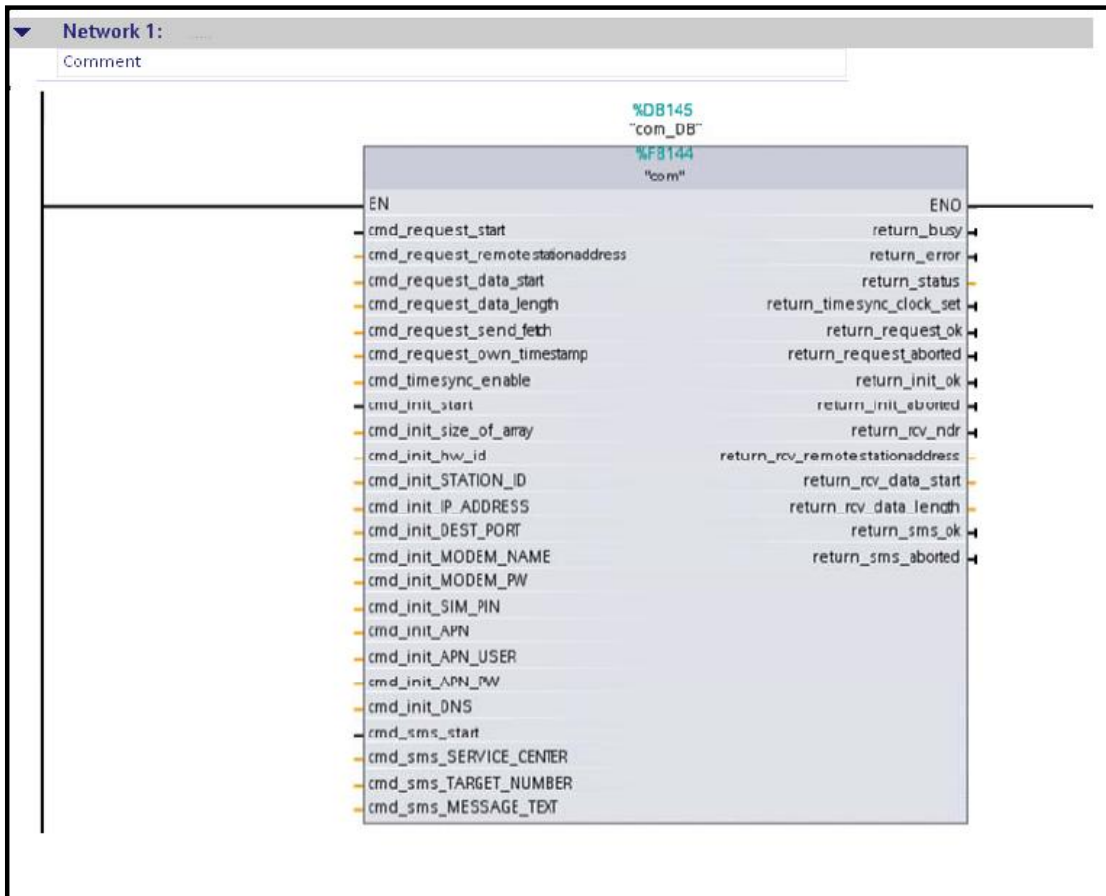 Network 1: .....
Comment
%DB145
"com_DB"
%FB144
"com"
EN ENO
cmd_request_start return_busy
cmd_request_remotestationaddress return_error
cmd_request_data_start return_status
cmd_request_data_length return_timesync_clock_set
cmd_request_send_fetch return_request_ok
cmd_request_own_timestamp return_request_aborted
cmd_timesync_enable return_init_ok
cmd_init_start return_init_aborted
cmd_init_size_of_array return_rcv_ndr
cmd_init_hw_id return_rcv_remotestationaddress
cmd_init_STATION_ID return_rcv_data_start
cmd_init_IP_ADDRESS return_rcv_data_length
cmd_init_DEST_PORT return_sms_ok
cmd_init_MODEM_NAME return_sms_aborted
cmd_init_MODEM_PW
cmd_init_SIM_PIN
cmd_init_APN
cmd_init_APN_USER
cmd_init_APN_PW
cmd_init_DNS
cmd_sms_start
cmd_sms_SERVICE_CENTER
cmd_sms_TARGET_NUMBER
cmd_sms_MESSAGE_TEXT